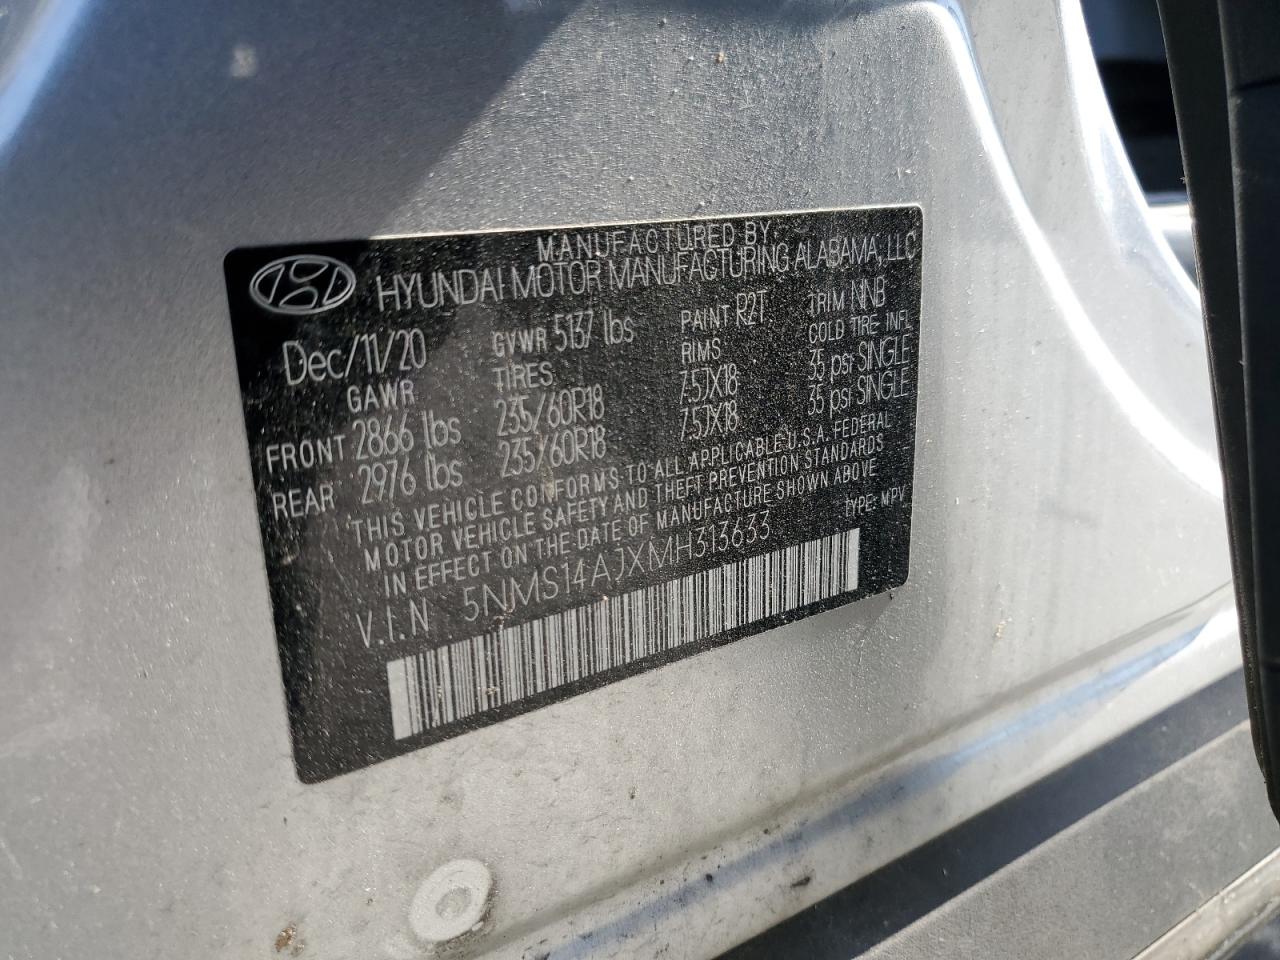 MANUFACTURED BY:
HYUNDAI MOTOR MANUFACTURING ALABAMA, LLC
Dec/11/20 GVWR 5137 lbs PAINT R2T TRIM NNB
GAWR TIRES RIMS COLD TIRE INFL
FRONT 2866 lbs 235/60R18 7.5JX18 35 psi SINGLE
REAR 2976 lbs 235/60R18 7.5JX18 35 psi SINGLE
THIS VEHICLE CONFORMS TO ALL APPLICABLE U.S.A. FEDERAL
MOTOR VEHICLE SAFETY AND THEFT PREVENTION STANDARDS
IN EFFECT ON THE DATE OF MANUFACTURE SHOWN ABOVE
V.I.N 5NMS14AJXMH313633 TYPE: MPV